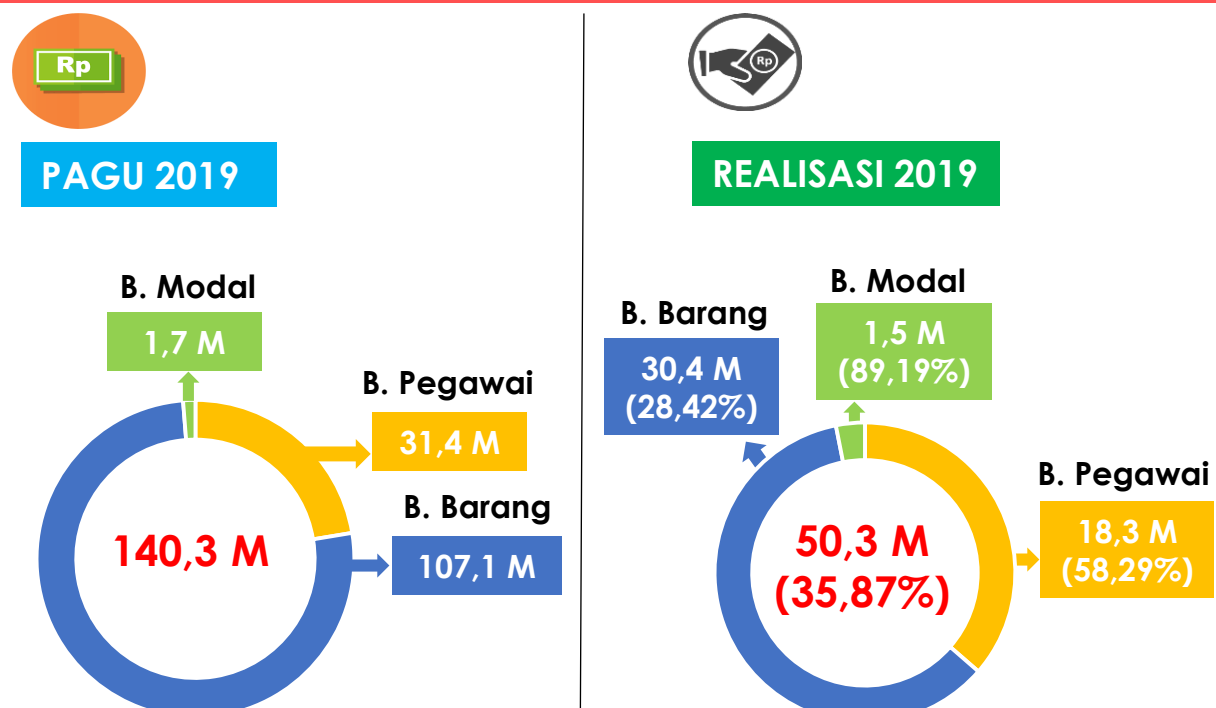 Rp
PAGU 2019
B. Modal
1,7 M
B. Pegawai
31,4 M
B. Barang
107,1 M
140,3 M
Rp
REALISASI 2019
B. Barang
30,4 M
(28,42%)
B. Modal
1,5 M
(89,19%)
B. Pegawai
18,3 M
(58,29%)
50,3 M
(35,87%)